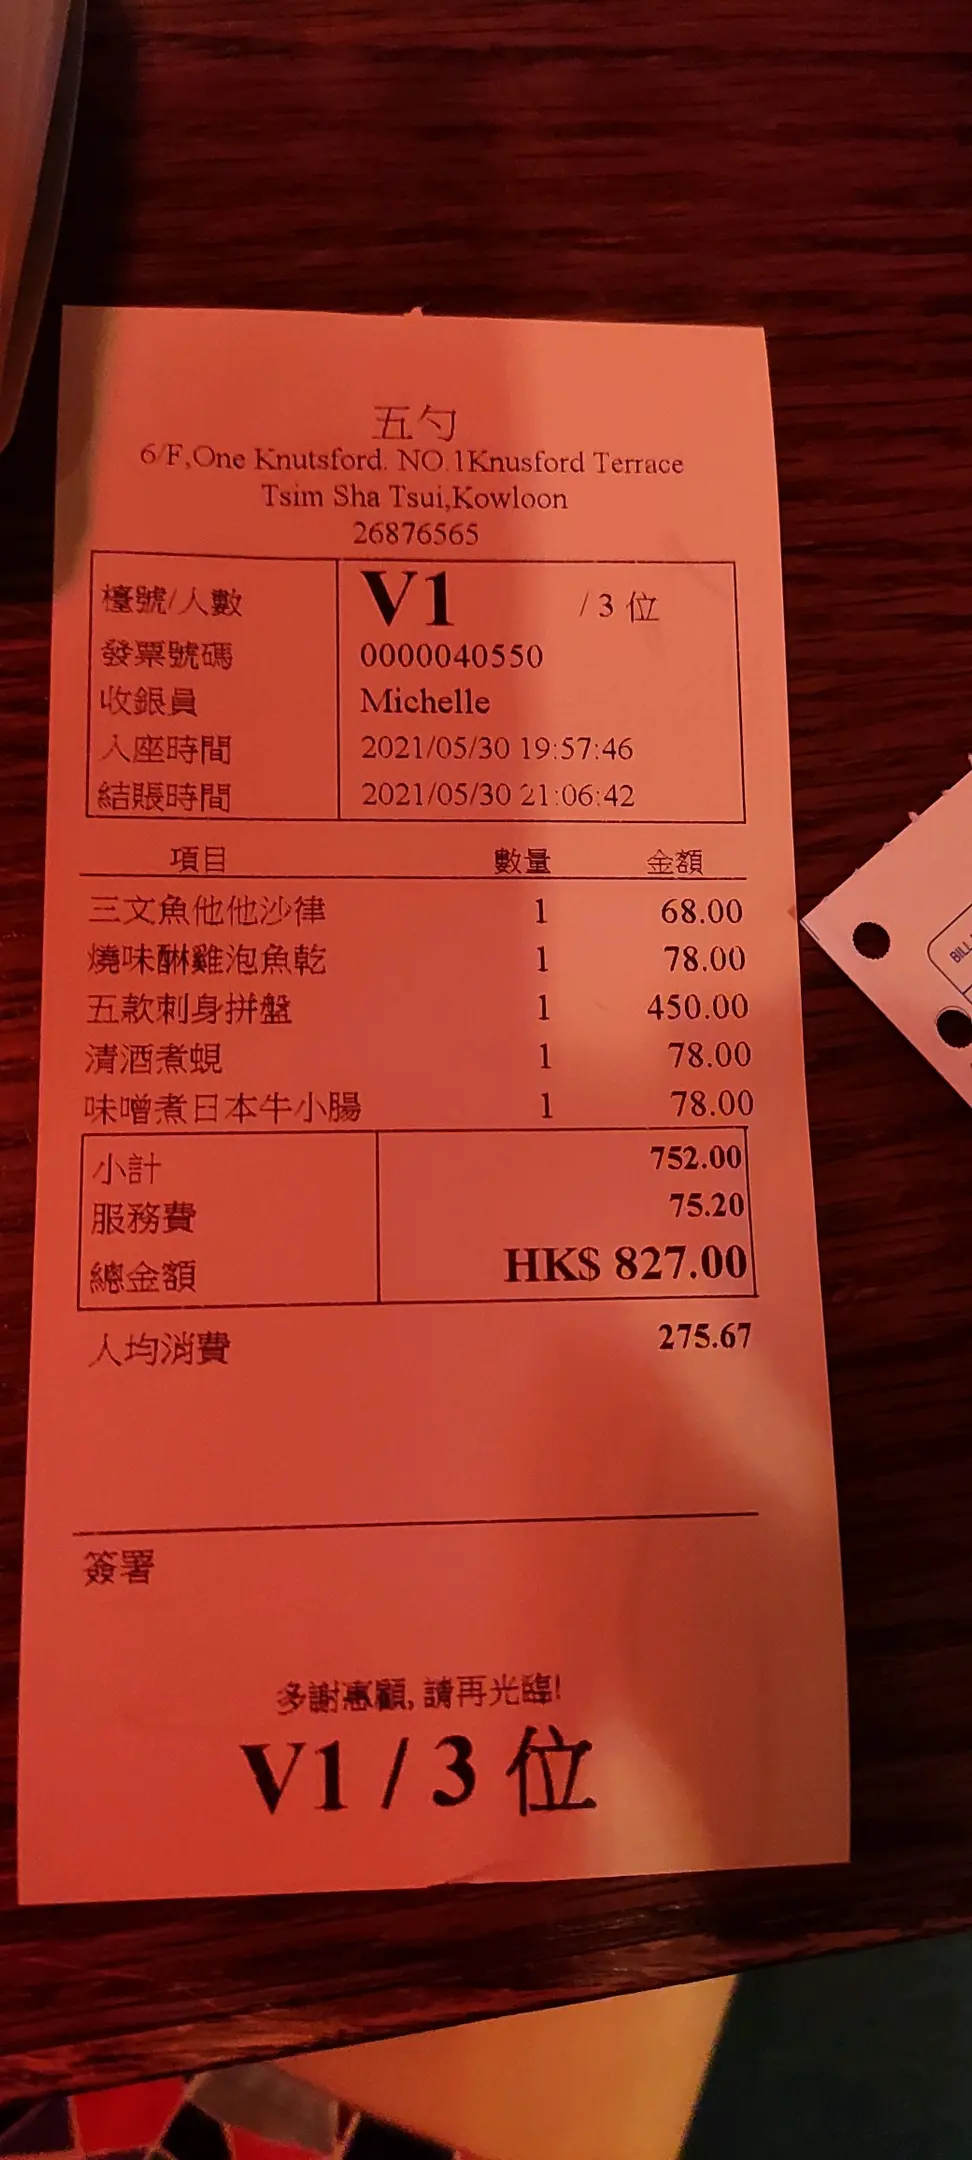 五勺
6/F,One Knutsford. NO.1Knusford Terrace
Tsim Sha Tsui,Kowloon
26876565
檯號/人數 V1 / 3 位
發票號碼 0000040550
收銀員 Michelle
入座時間 2021/05/30 19:57:46
結賬時間 2021/05/30 21:06:42
項目 數量 金額
三文魚他他沙律 1 68.00
燒味醂雞泡魚乾 1 78.00
五款刺身拼盤 1 450.00
清酒煮蜆 1 78.00
味噌煮日本牛小腸 1 78.00
小計 752.00
服務費 75.20
總金額 HK$ 827.00
人均消費 275.67
簽署
多謝惠顧, 請再光臨!
V1 / 3 位